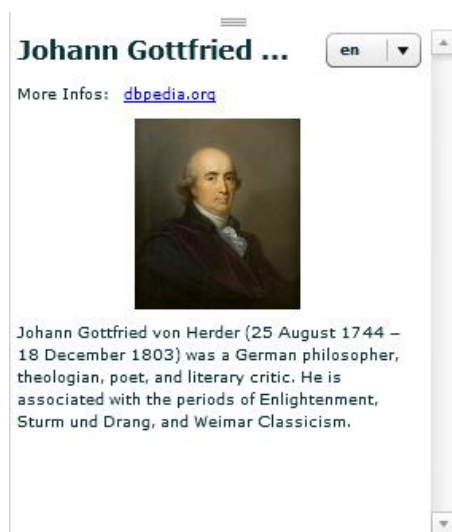 Johann Gottfried ...
en
More Infos: dbpedia.org
Johann Gottfried von Herder (25 August 1744 –
18 December 1803) was a German philosopher,
theologian, poet, and literary critic. He is
associated with the periods of Enlightenment,
Sturm und Drang, and Weimar Classicism.